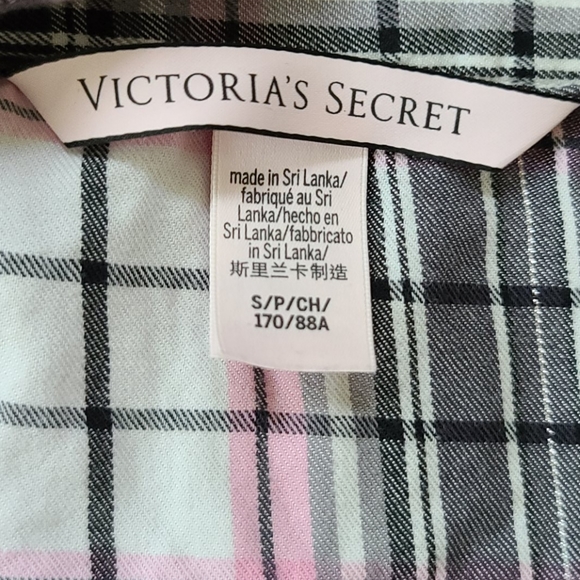 VICTORIA'S SECRET
made in Sri Lanka/
fabriqué au Sri
Lanka/hecho en
Sri Lanka/fabbricato
in Sri Lanka/
斯里兰卡制造
S/P/CH/
170/88A